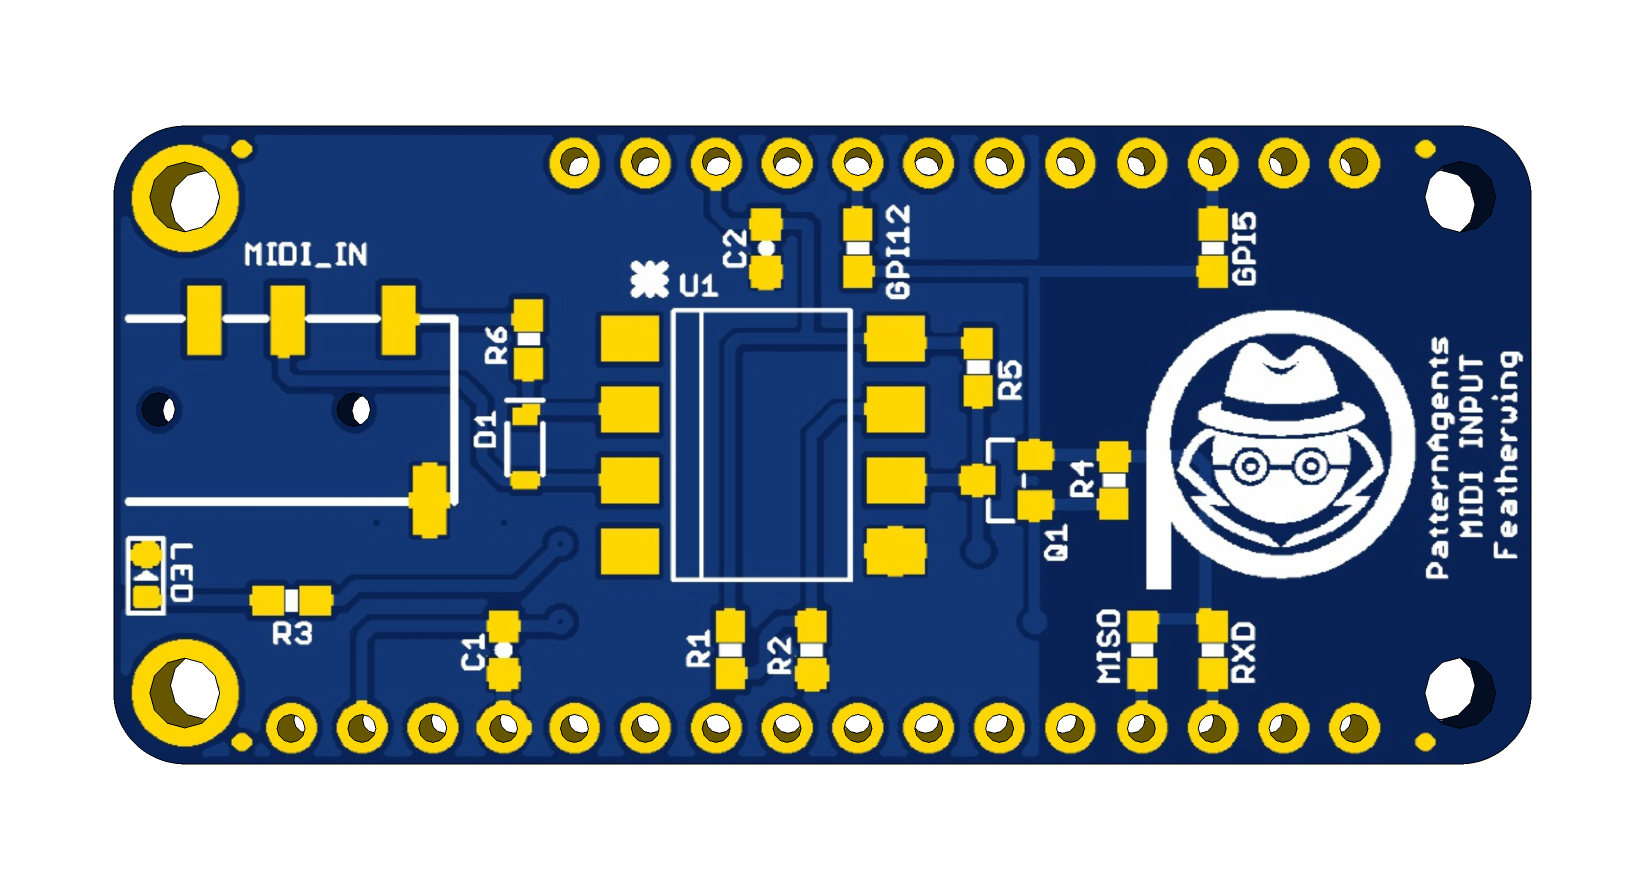 MIDI_IN
C2
GPI12
GPI5
U1
R6
R5
D1
R4
Q1
LED
R3
C1
R1
R2
MISO
RXD
PatternAgents
MIDI INPUT
Featherwing